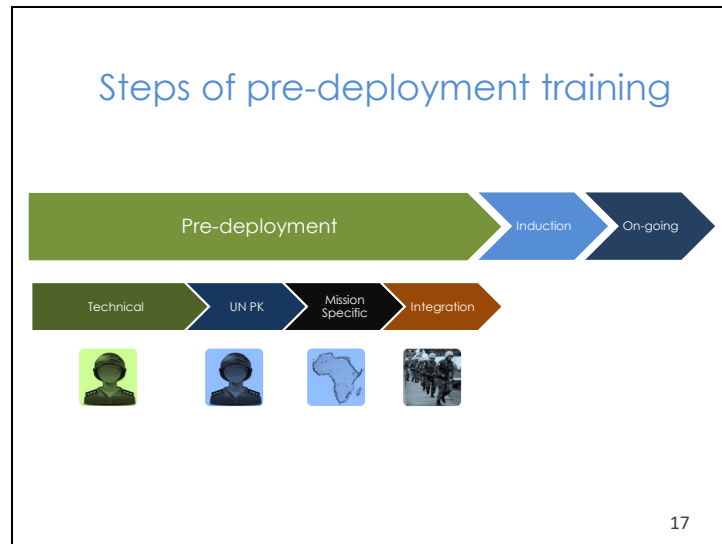 Steps of pre-deployment training
Pre-deployment
Induction
On-going
Technical
UN PK
Mission
Specific
Integration
17